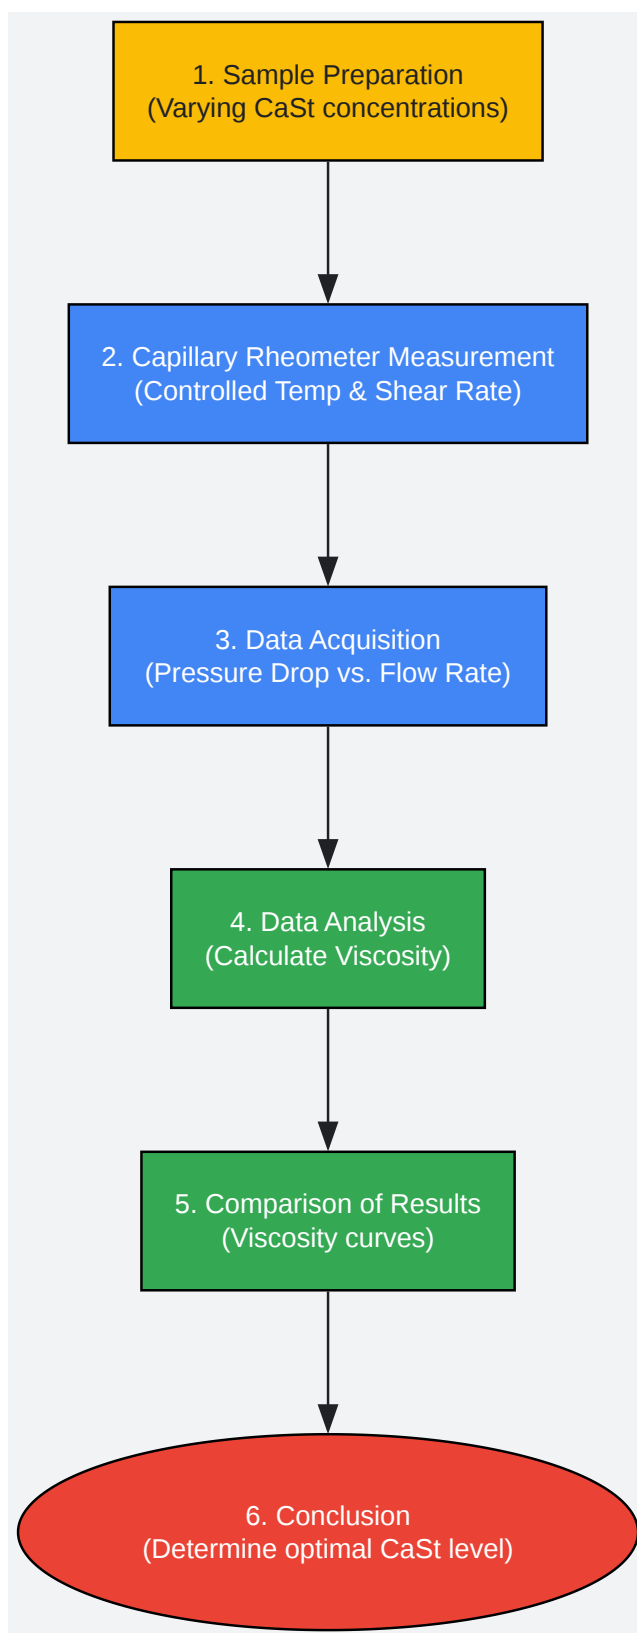 1. Sample Preparation
(Varying CaSt concentrations)
2. Capillary Rheometer Measurement
(Controlled Temp & Shear Rate)
3. Data Acquisition
(Pressure Drop vs. Flow Rate)
4. Data Analysis
(Calculate Viscosity)
5. Comparison of Results
(Viscosity curves)
6. Conclusion
(Determine optimal CaSt level)